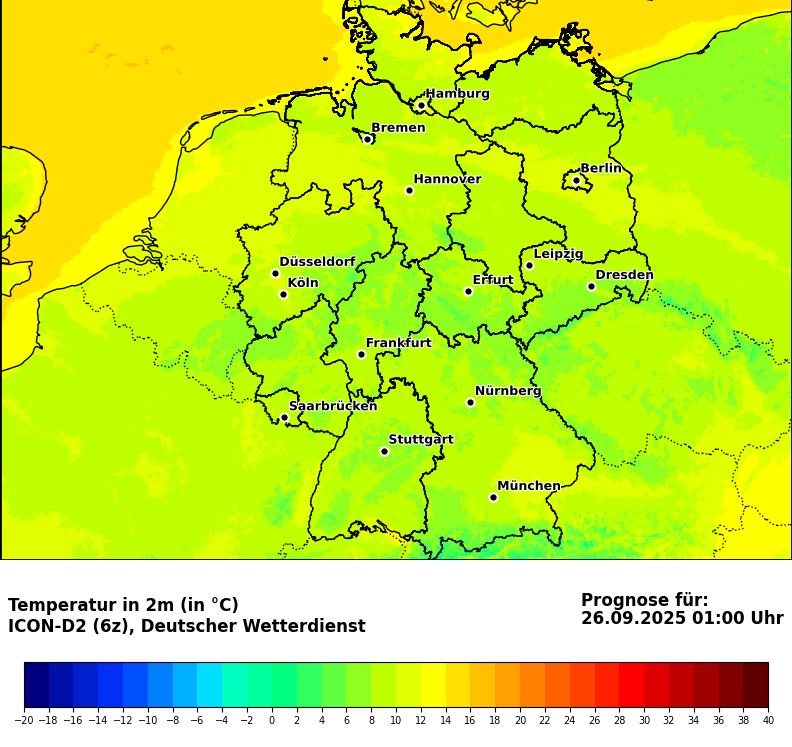 Hamburg
Bremen
Berlin
Hannover
Leipzig
Düsseldorf
Dresden
Köln
Erfurt
Frankfurt
Nürnberg
Saarbrücken
Stuttgart
München
Temperatur in 2m (in °C)
ICON-D2 (6z), Deutscher Wetterdienst
Prognose für:
26.09.2025 01:00 Uhr
−20 −18 −16 −14 −12 −10 −8 −6 −4 −2 0 2 4 6 8 10 12 14 16 18 20 22 24 26 28 30 32 34 36 38 40